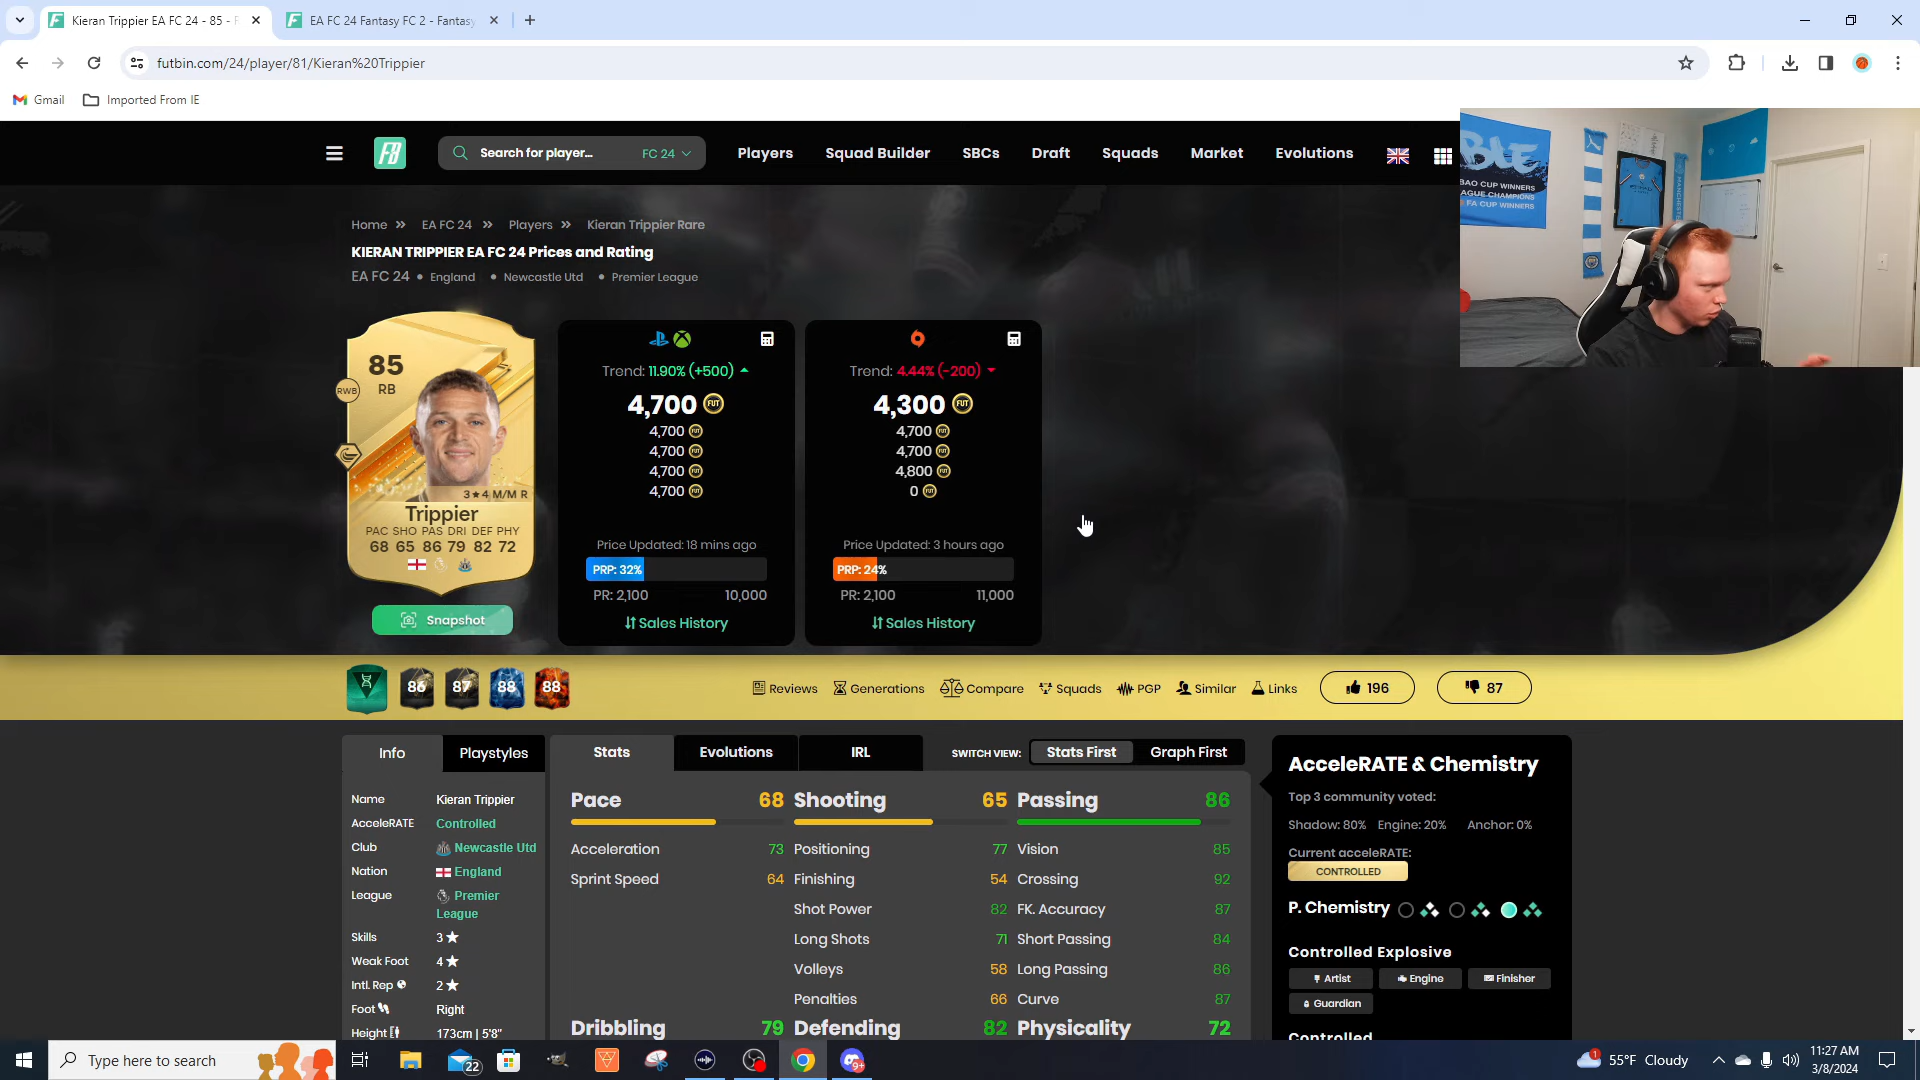 Kieran Trippier EA FC 24 - 85 - F
EA FC 24 Fantasy FC 2 - Fantasy
futbin.com/24/player/81/Kieran%20Trippier
Gmail
Imported From IE
FB
Search for player...
FC 24
Players
Squad Builder
SBCs
Draft
Squads
Market
Evolutions
BLE
BAO CUP WINNERS
AGUE CHAMPIONS
FA CUP WINNERS
Home » EA FC 24 » Players » Kieran Trippier Rare
KIERAN TRIPPIER EA FC 24 Prices and Rating
EA FC 24 • England • Newcastle Utd • Premier League
85
RB
RWB
3★4 M/M R
Trippier
PAC SHO PAS DRI DEF PHY
68 65 86 79 82 72
Snapshot
Trend: 11.90% (+500)
4,700
4,700
4,700
4,700
4,700
Price Updated: 18 mins ago
PRP: 32%
PR: 2,100 10,000
Sales History
Trend: 4.44% (-200)
4,300
4,700
4,700
4,800
0
Price Updated: 3 hours ago
PRP: 24%
PR: 2,100 11,000
Sales History
86 87 88 88
Reviews
Generations
Compare
Squads
PGP
Similar
Links
196
87
Info
Playstyles
Name Kieran Trippier
AcceleRATE Controlled
Club Newcastle Utd
Nation England
League Premier
League
Skills 3★
Weak Foot 4★
Intl. Rep 2★
Foot Right
Height 173cm | 5'8"
Stats
Evolutions
IRL
SWITCH VIEW:
Stats First
Graph First
Pace 68
Acceleration 73
Sprint Speed 64
Shooting 65
Positioning 77
Finishing 54
Shot Power 82
Long Shots 71
Volleys 58
Penalties 66
Passing 86
Vision 85
Crossing 92
FK. Accuracy 87
Short Passing 84
Long Passing 86
Curve 87
Dribbling 79
Defending 82
Physicality 72
AcceleRATE & Chemistry
Top 3 community voted:
Shadow: 80% Engine: 20% Anchor: 0%
Current acceleRATE:
CONTROLLED
P. Chemistry
Controlled Explosive
Artist
Engine
Finisher
Guardian
Controlled
Type here to search
22
9+
1
55°F Cloudy
11:27 AM
3/8/2024